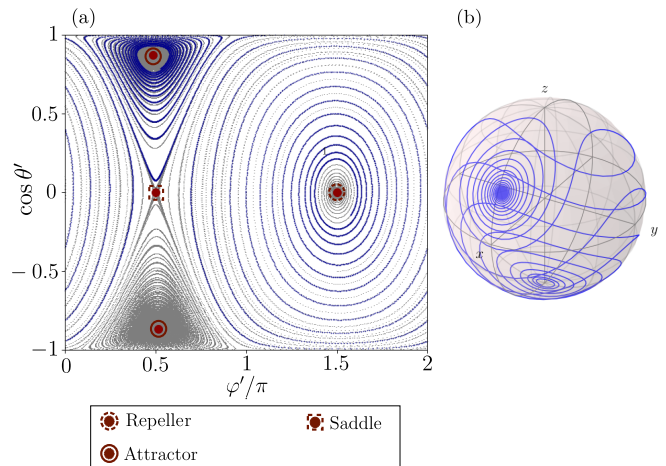 (a)
(b)
1
0.5
0
− 0.5
−1
cos θ′
0
0.5
1
1.5
2
φ′/π
z
y
x
Repeller
Saddle
Attractor